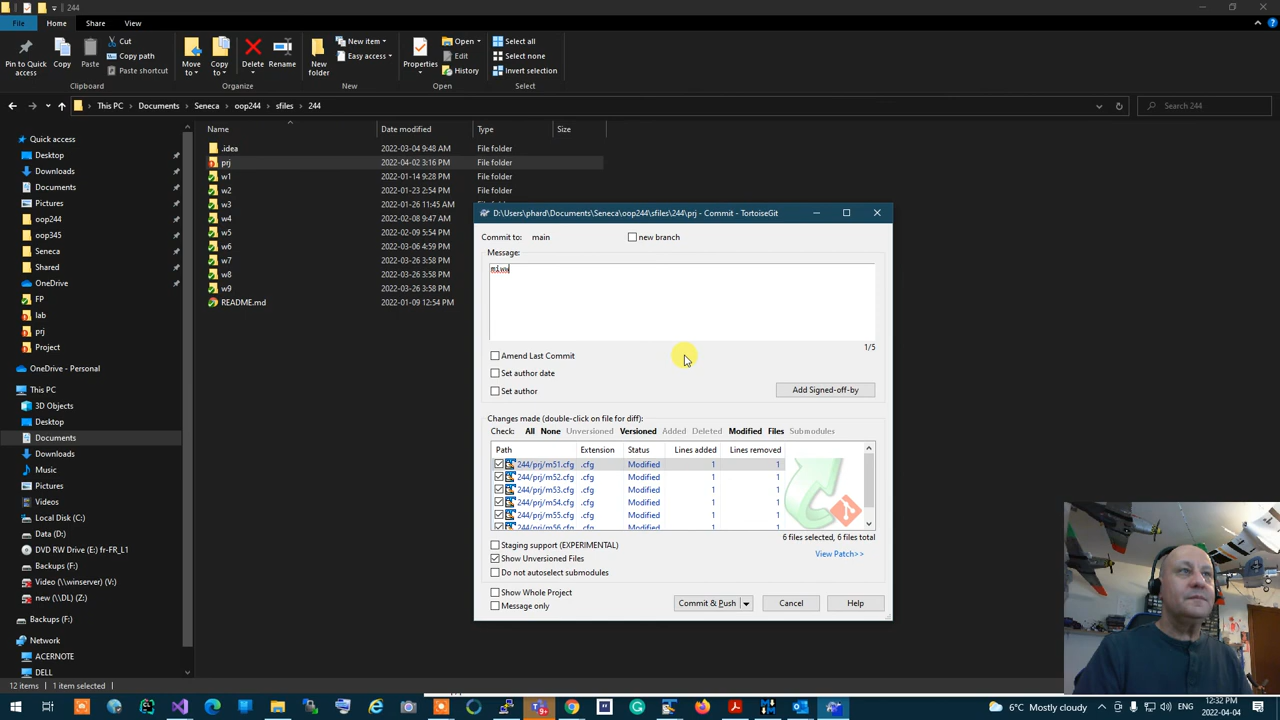 244
File Home Share View
Pin to Quick access
Copy
Paste
Cut
Copy path
Paste shortcut
Clipboard
Move to
Copy to
Delete
Rename
Organize
New folder
New item
Easy access
New
Properties
Open
Edit
History
Open
Select all
Select none
Invert selection
Select
This PC > Documents > Seneca > oop244 > sfiles > 244
Search 244
Name Date modified Type Size
.idea 2022-03-04 9:48 AM File folder
prj 2022-04-02 3:16 PM File folder
w1 2022-01-14 9:28 PM File folder
w2 2022-01-23 2:54 PM File folder
w3 2022-03-26 11:45 AM File folder
w4 2022-02-08 9:47 AM
w5 2022-02-09 9:47 AM
w6 2022-03-06 4:59 PM
w7 2022-03-26 3:58 PM
w8 2022-03-26 3:58 PM
w9 2022-03-26 3:58 PM
README.md 2022-01-09 12:54 PM
Quick access
Desktop
Downloads
Documents
Pictures
oop244
oop345
Seneca
Shared
OneDrive
FP
lab
prj
Project
OneDrive - Personal
This PC
3D Objects
Desktop
Documents
Downloads
Music
Pictures
Videos
Local Disk (C:)
Data (D:)
DVD RW Drive (E:) fr-FR_L1
Backups (F:)
Video (\\winserver) (V:)
new (\\DL) (Z:)
Backups (F:)
Network
ACERNOTE
DELL
12 items 1 item selected
D:\Users\phard\Documents\Seneca\oop244\sfiles\244\prj - Commit - TortoiseGit
Commit to: main new branch
Message:
miww
1/5
Amend Last Commit
Set author date
Set author
Add Signed-off-by
Changes made (double-click on file for diff):
Check: All None Unversioned Versioned Added Deleted Modified Files Submodules
Path Extension Status Lines added Lines removed
244/prj/m51.cfg .cfg Modified 1 1
244/prj/m52.cfg .cfg Modified 1 1
244/prj/m53.cfg .cfg Modified 1 1
244/prj/m54.cfg .cfg Modified 1 1
244/prj/m55.cfg .cfg Modified 1 1
244/prj/m56.cfg .cfg Modified 1 1
6 files selected, 6 files total
View Patch>>
Staging support (EXPERIMENTAL)
Show Unversioned Files
Do not autoselect submodules
Show Whole Project
Message only
Commit & Push Cancel Help
6°C Mostly cloudy
12:32 PM
2022-04-04